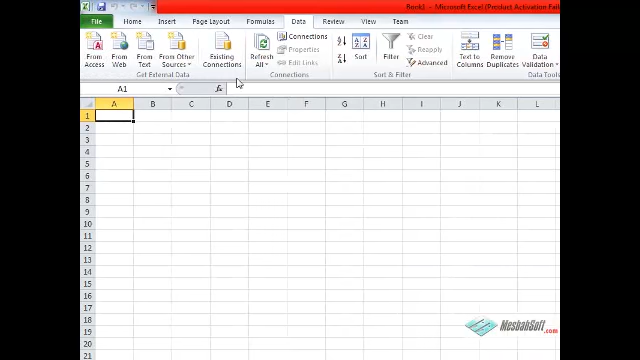 Book1 - Microsoft Excel (Product Activation Fail
File Home Insert Page Layout Formulas Data Review View Team
From Access
From Web
From Text
From Other Sources
Existing Connections
Refresh All
Connections
Properties
Edit Links
Sort
Filter
Clear
Reapply
Advanced
Text to Columns
Remove Duplicates
Data Validation
Get External Data
Connections
Sort & Filter
Data Tools
A1 fx
A B C D E F G H I J K L
1
2
3
4
5
6
7
8
9
10
11
12
13
14
15
16
17
18
19
20
21
MesbahSoft.com